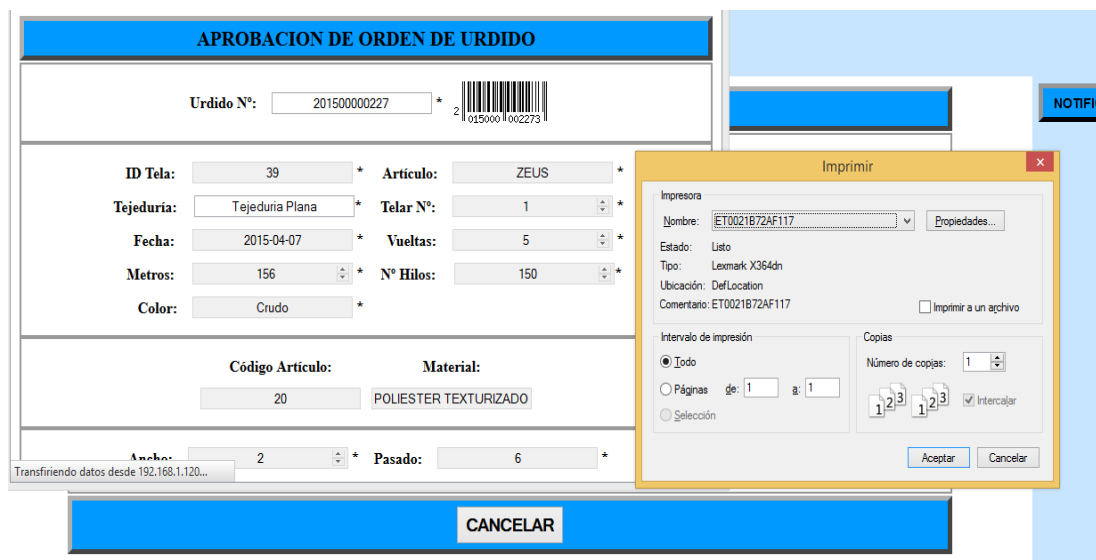 APROBACION DE ORDEN DE URDIDO
Urdido Nº: 201500000227 *
2 015000 002273
ID Tela: 39 * Artículo: ZEUS *
Tejeduría: Tejeduria Plana * Telar Nº: 1 *
Fecha: 2015-04-07 * Vueltas: 5 *
Metros: 156 * Nº Hilos: 150 *
Color: Crudo *
Código Artículo: Material:
20 POLIESTER TEXTURIZADO
Ancho: 2 * Pasado: 6 *
Transfiriendo datos desde 192.168.1.120...
CANCELAR
NOTIFI
Imprimir
Impresora
Nombre: ET0021B72AF117 Propiedades...
Estado: Listo
Tipo: Lexmark X364dn
Ubicación: DefLocation
Comentario: ET0021B72AF117 Imprimir a un archivo
Intervalo de impresión
Todo
Páginas de: 1 a: 1
Selección
Copias
Número de copias: 1
1 2 3 1 2 3 Intercalar
Aceptar Cancelar